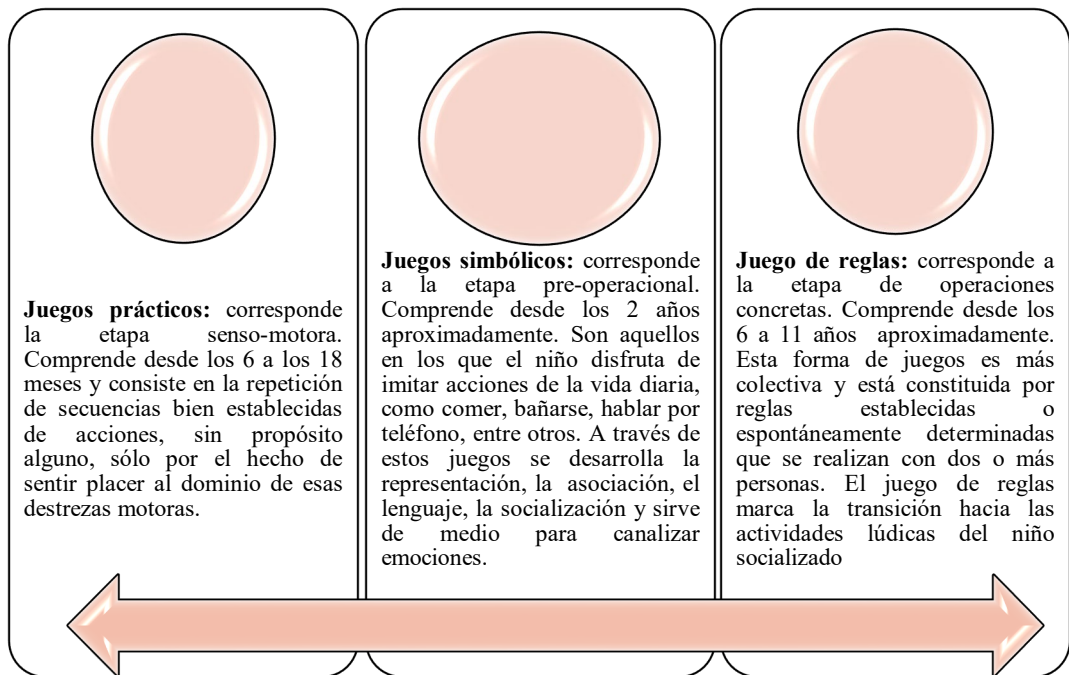 Juegos prácticos: corresponde
la etapa senso-motora.
Comprende desde los 6 a los 18
meses y consiste en la repetición
de secuencias bien establecidas
de acciones, sin propósito
alguno, sólo por el hecho de
sentir placer al dominio de esas
destrezas motoras.
Juegos simbólicos: corresponde
a la etapa pre-operacional.
Comprende desde los 2 años
aproximadamente. Son aquellos
en los que el niño disfruta de
imitar acciones de la vida diaria,
como comer, bañarse, hablar por
teléfono, entre otros. A través de
estos juegos se desarrolla la
representación, la asociación, el
lenguaje, la socialización y sirve
de medio para canalizar
emociones.
Juego de reglas: corresponde a
la etapa de operaciones
concretas. Comprende desde los
6 a 11 años aproximadamente.
Esta forma de juegos es más
colectiva y está constituida por
reglas establecidas o
espontáneamente determinadas
que se realizan con dos o más
personas. El juego de reglas
marca la transición hacia las
actividades lúdicas del niño
socializado